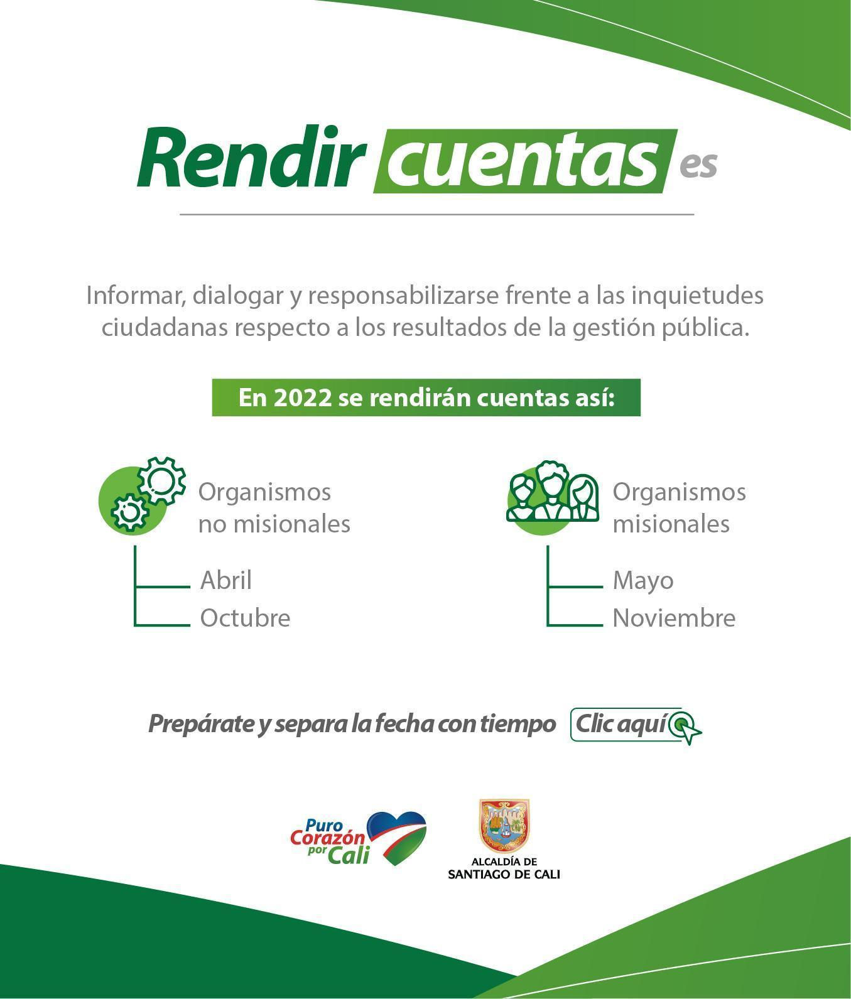 Rendir cuentas es
Informar, dialogar y responsabilizarse frente a las inquietudes
ciudadanas respecto a los resultados de la gestión pública.
En 2022 se rendirán cuentas así:
Organismos
no misionales
Abril
Octubre
Organismos
misionales
Mayo
Noviembre
Prepárate y separa la fecha con tiempo Clic aquí
Puro
Corazón
por Cali
ALCALDÍA DE
SANTIAGO DE CALI